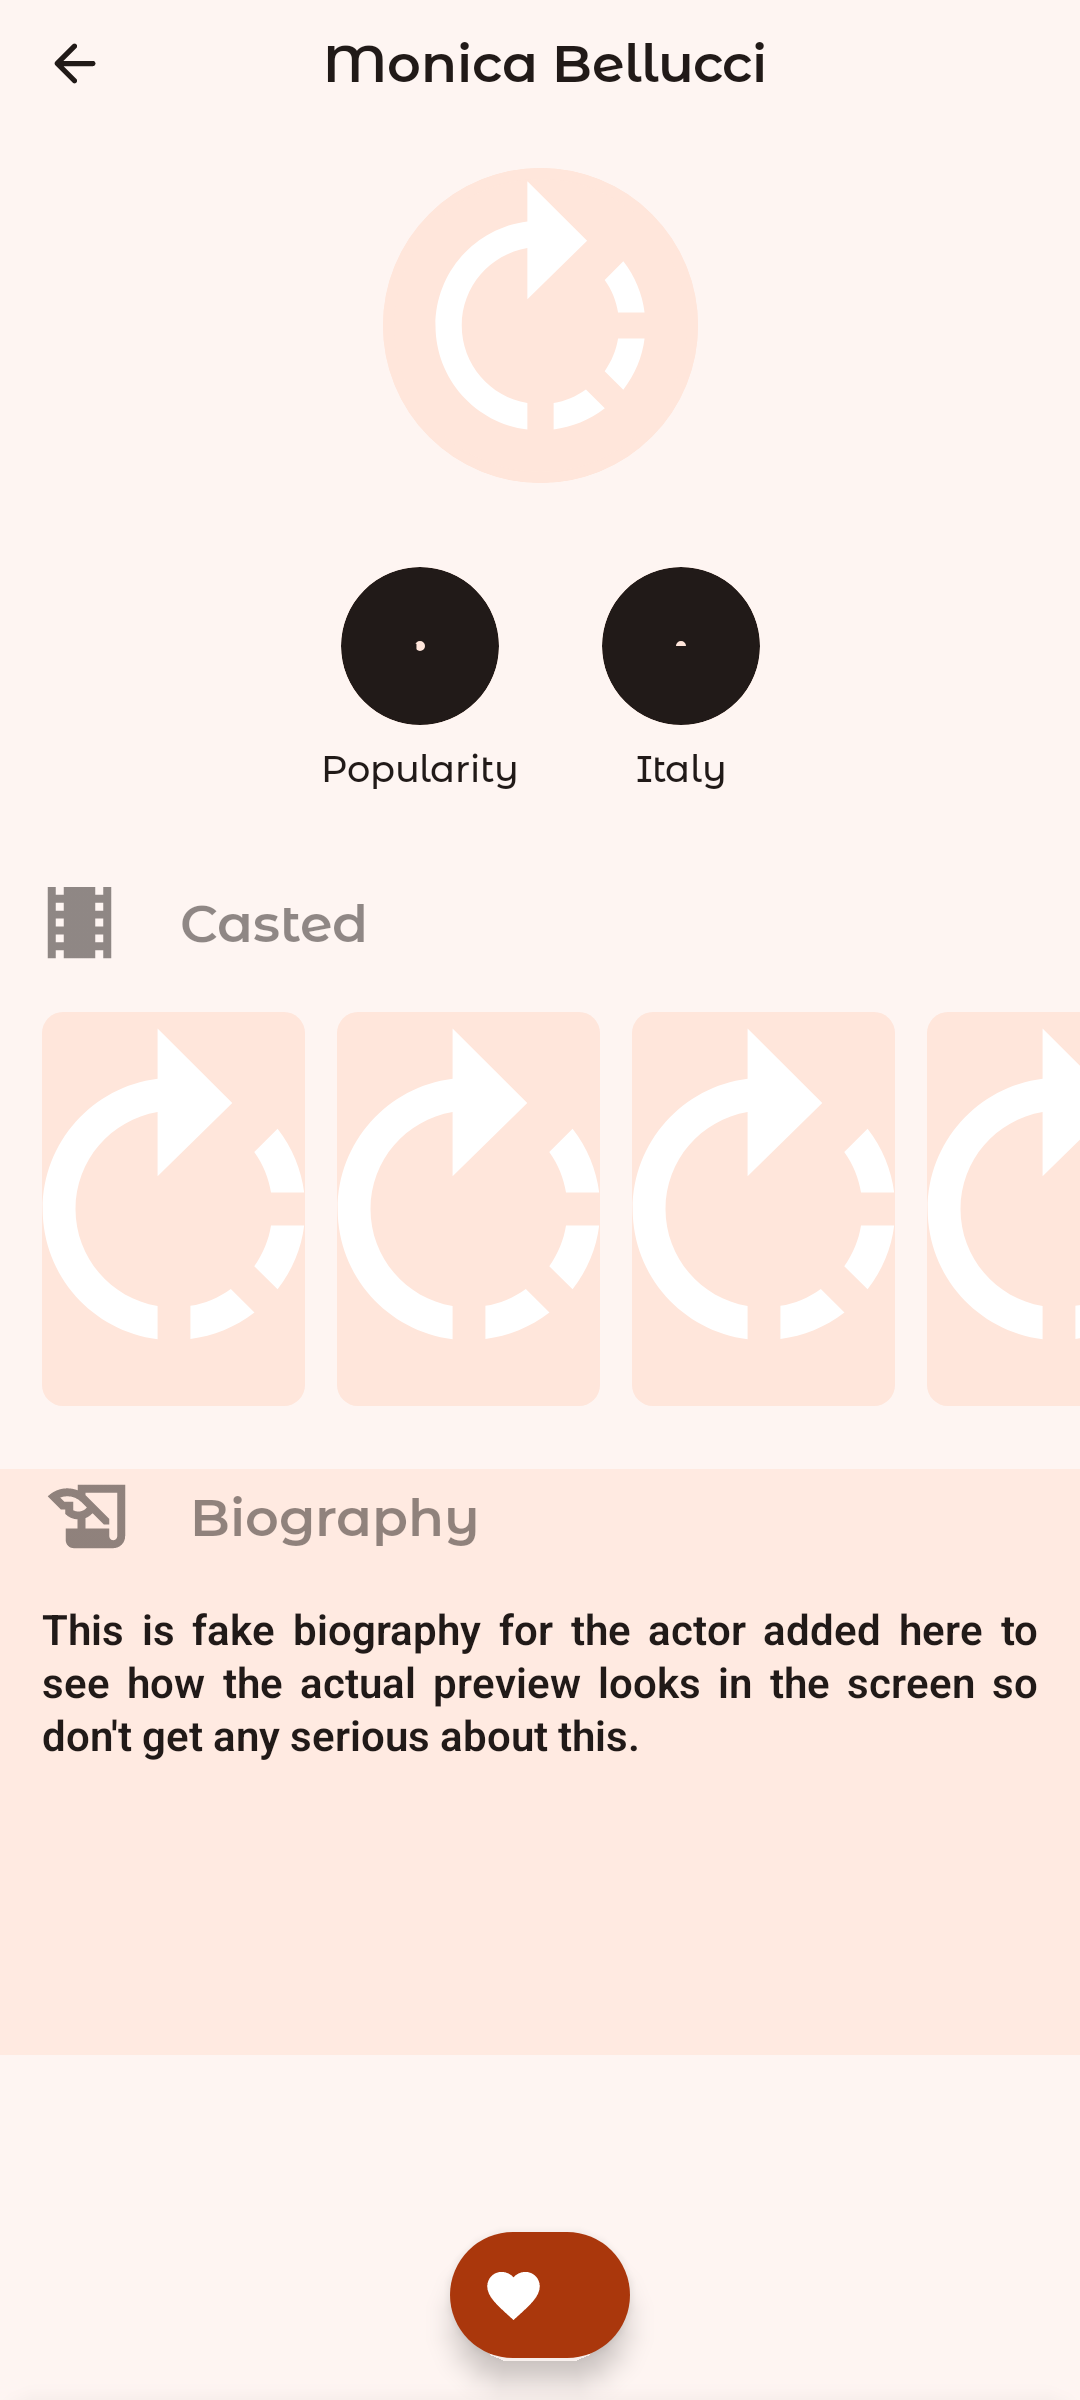 Monica Bellucci
Popularity
Italy
Casted
Biography
This is fake biography for the actor added here to
see how the actual preview looks in the screen so
don't get any serious about this.